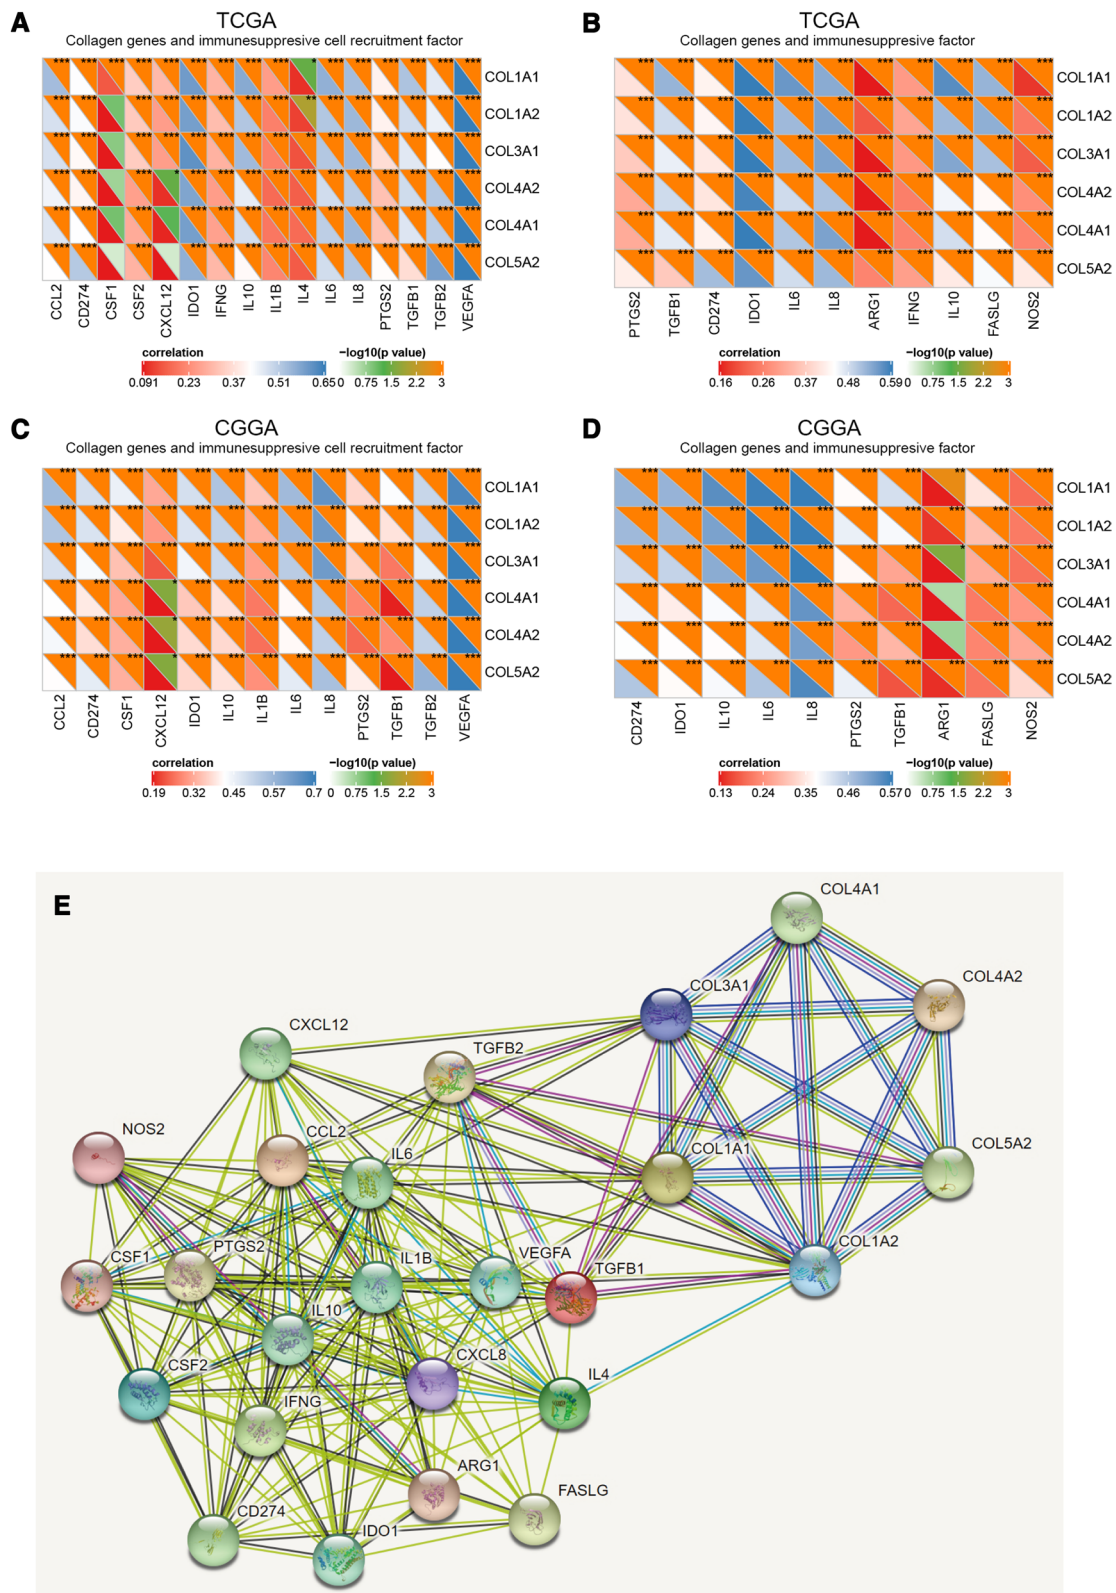 A
TCGA
Collagen genes and immunesuppresive cell recruitment factor
*** *** *** *** *** *** *** *** *** * *** *** *** *** *** ***
COL1A1
*** *** *** *** *** *** *** *** ** *** *** *** *** *** ***
COL1A2
*** *** *** *** *** *** *** *** *** *** *** *** *** *** *** ***
COL3A1
*** *** *** * *** *** *** *** *** *** *** *** *** *** ***
COL4A2
*** *** *** *** *** *** *** *** *** *** *** *** *** ***
COL4A1
*** *** *** *** *** *** *** *** *** *** *** *** *** ***
COL5A2
CCL2 CD274 CSF1 CSF2 CXCL12 IDO1 IFNG IL10 IL1B IL4 IL6 IL8 PTGS2 TGFB1 TGFB2 VEGFA
correlation −log10(p value)
0.091 0.23 0.37 0.51 0.65 0 0.75 1.5 2.2 3
B
TCGA
Collagen genes and immunesuppresive factor
*** *** *** *** *** *** *** *** *** *** ***
COL1A1
*** *** *** *** *** *** *** *** *** *** ***
COL1A2
*** *** *** *** *** *** *** *** *** *** ***
COL3A1
*** *** *** *** *** *** *** *** *** *** ***
COL4A2
*** *** *** *** *** *** *** *** *** *** ***
COL4A1
*** *** *** *** *** *** *** *** *** *** ***
COL5A2
PTGS2 TGFB1 CD274 IDO1 IL6 IL8 ARG1 IFNG IL10 FASLG NOS2
correlation −log10(p value)
0.16 0.26 0.37 0.48 0.59 0 0.75 1.5 2.2 3
C
CGGA
Collagen genes and immunesuppresive cell recruitment factor
*** *** *** *** *** *** *** *** *** *** *** *** ***
COL1A1
*** *** *** *** *** *** *** *** *** *** *** *** ***
COL1A2
*** *** *** *** *** *** *** *** *** *** *** *** ***
COL3A1
*** *** *** * *** *** *** *** *** *** *** *** ***
COL4A1
*** *** *** * *** *** *** *** *** *** *** *** ***
COL4A2
*** *** *** * *** *** *** *** *** *** *** *** ***
COL5A2
CCL2 CD274 CSF1 CXCL12 IDO1 IL10 IL1B IL6 IL8 PTGS2 TGFB1 TGFB2 VEGFA
correlation −log10(p value)
0.19 0.32 0.45 0.57 0.7 0 0.75 1.5 2.2 3
D
CGGA
Collagen genes and immunesuppresive factor
*** *** *** *** *** *** *** ** *** ***
COL1A1
*** *** *** *** *** *** *** *** *** ***
COL1A2
*** *** *** *** *** *** *** * *** ***
COL3A1
*** *** *** *** *** *** *** *** ***
COL4A1
*** *** *** *** *** *** *** *** ***
COL4A2
*** *** *** *** *** *** *** *** *** ***
COL5A2
CD274 IDO1 IL10 IL6 IL8 PTGS2 TGFB1 ARG1 FASLG NOS2
correlation −log10(p value)
0.13 0.24 0.35 0.46 0.57 0 0.75 1.5 2.2 3
E
COL4A1
COL4A2
COL3A1
CXCL12
TGFB2
NOS2
CCL2
IL6
COL1A1
COL5A2
COL1A2
CSF1
PTGS2
IL1B
VEGFA
TGFB1
IL10
CXCL8
CSF2
IL4
IFNG
ARG1
FASLG
CD274
IDO1